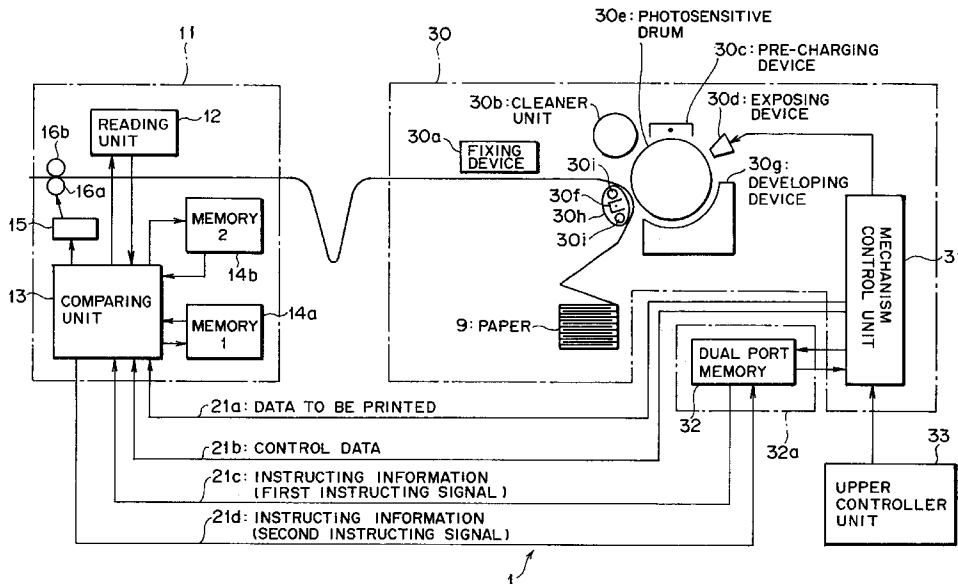 11
30
30e: PHOTOSENSITIVE
DRUM
30c: PRE-CHARGING
DEVICE
30b: CLEANER
UNIT
30d: EXPOSING
DEVICE
16b
READING
UNIT
12
30a
FIXING
DEVICE
30g:
DEVELOPING
DEVICE
16a
30i
30f
30h
30i
15
MEMORY
2
14b
13
COMPARING
UNIT
MEMORY
1
14a
9: PAPER
MECHANISM
CONTROL UNIT
DUAL PORT
MEMORY
32
32a
33
21a: DATA TO BE PRINTED
21b: CONTROL DATA
21c: INSTRUCTING INFORMATION
(FIRST INSTRUCTING SIGNAL)
21d: INSTRUCTING INFORMATION
(SECOND INSTRUCTING SIGNAL)
UPPER
CONTROLLER
UNIT
1